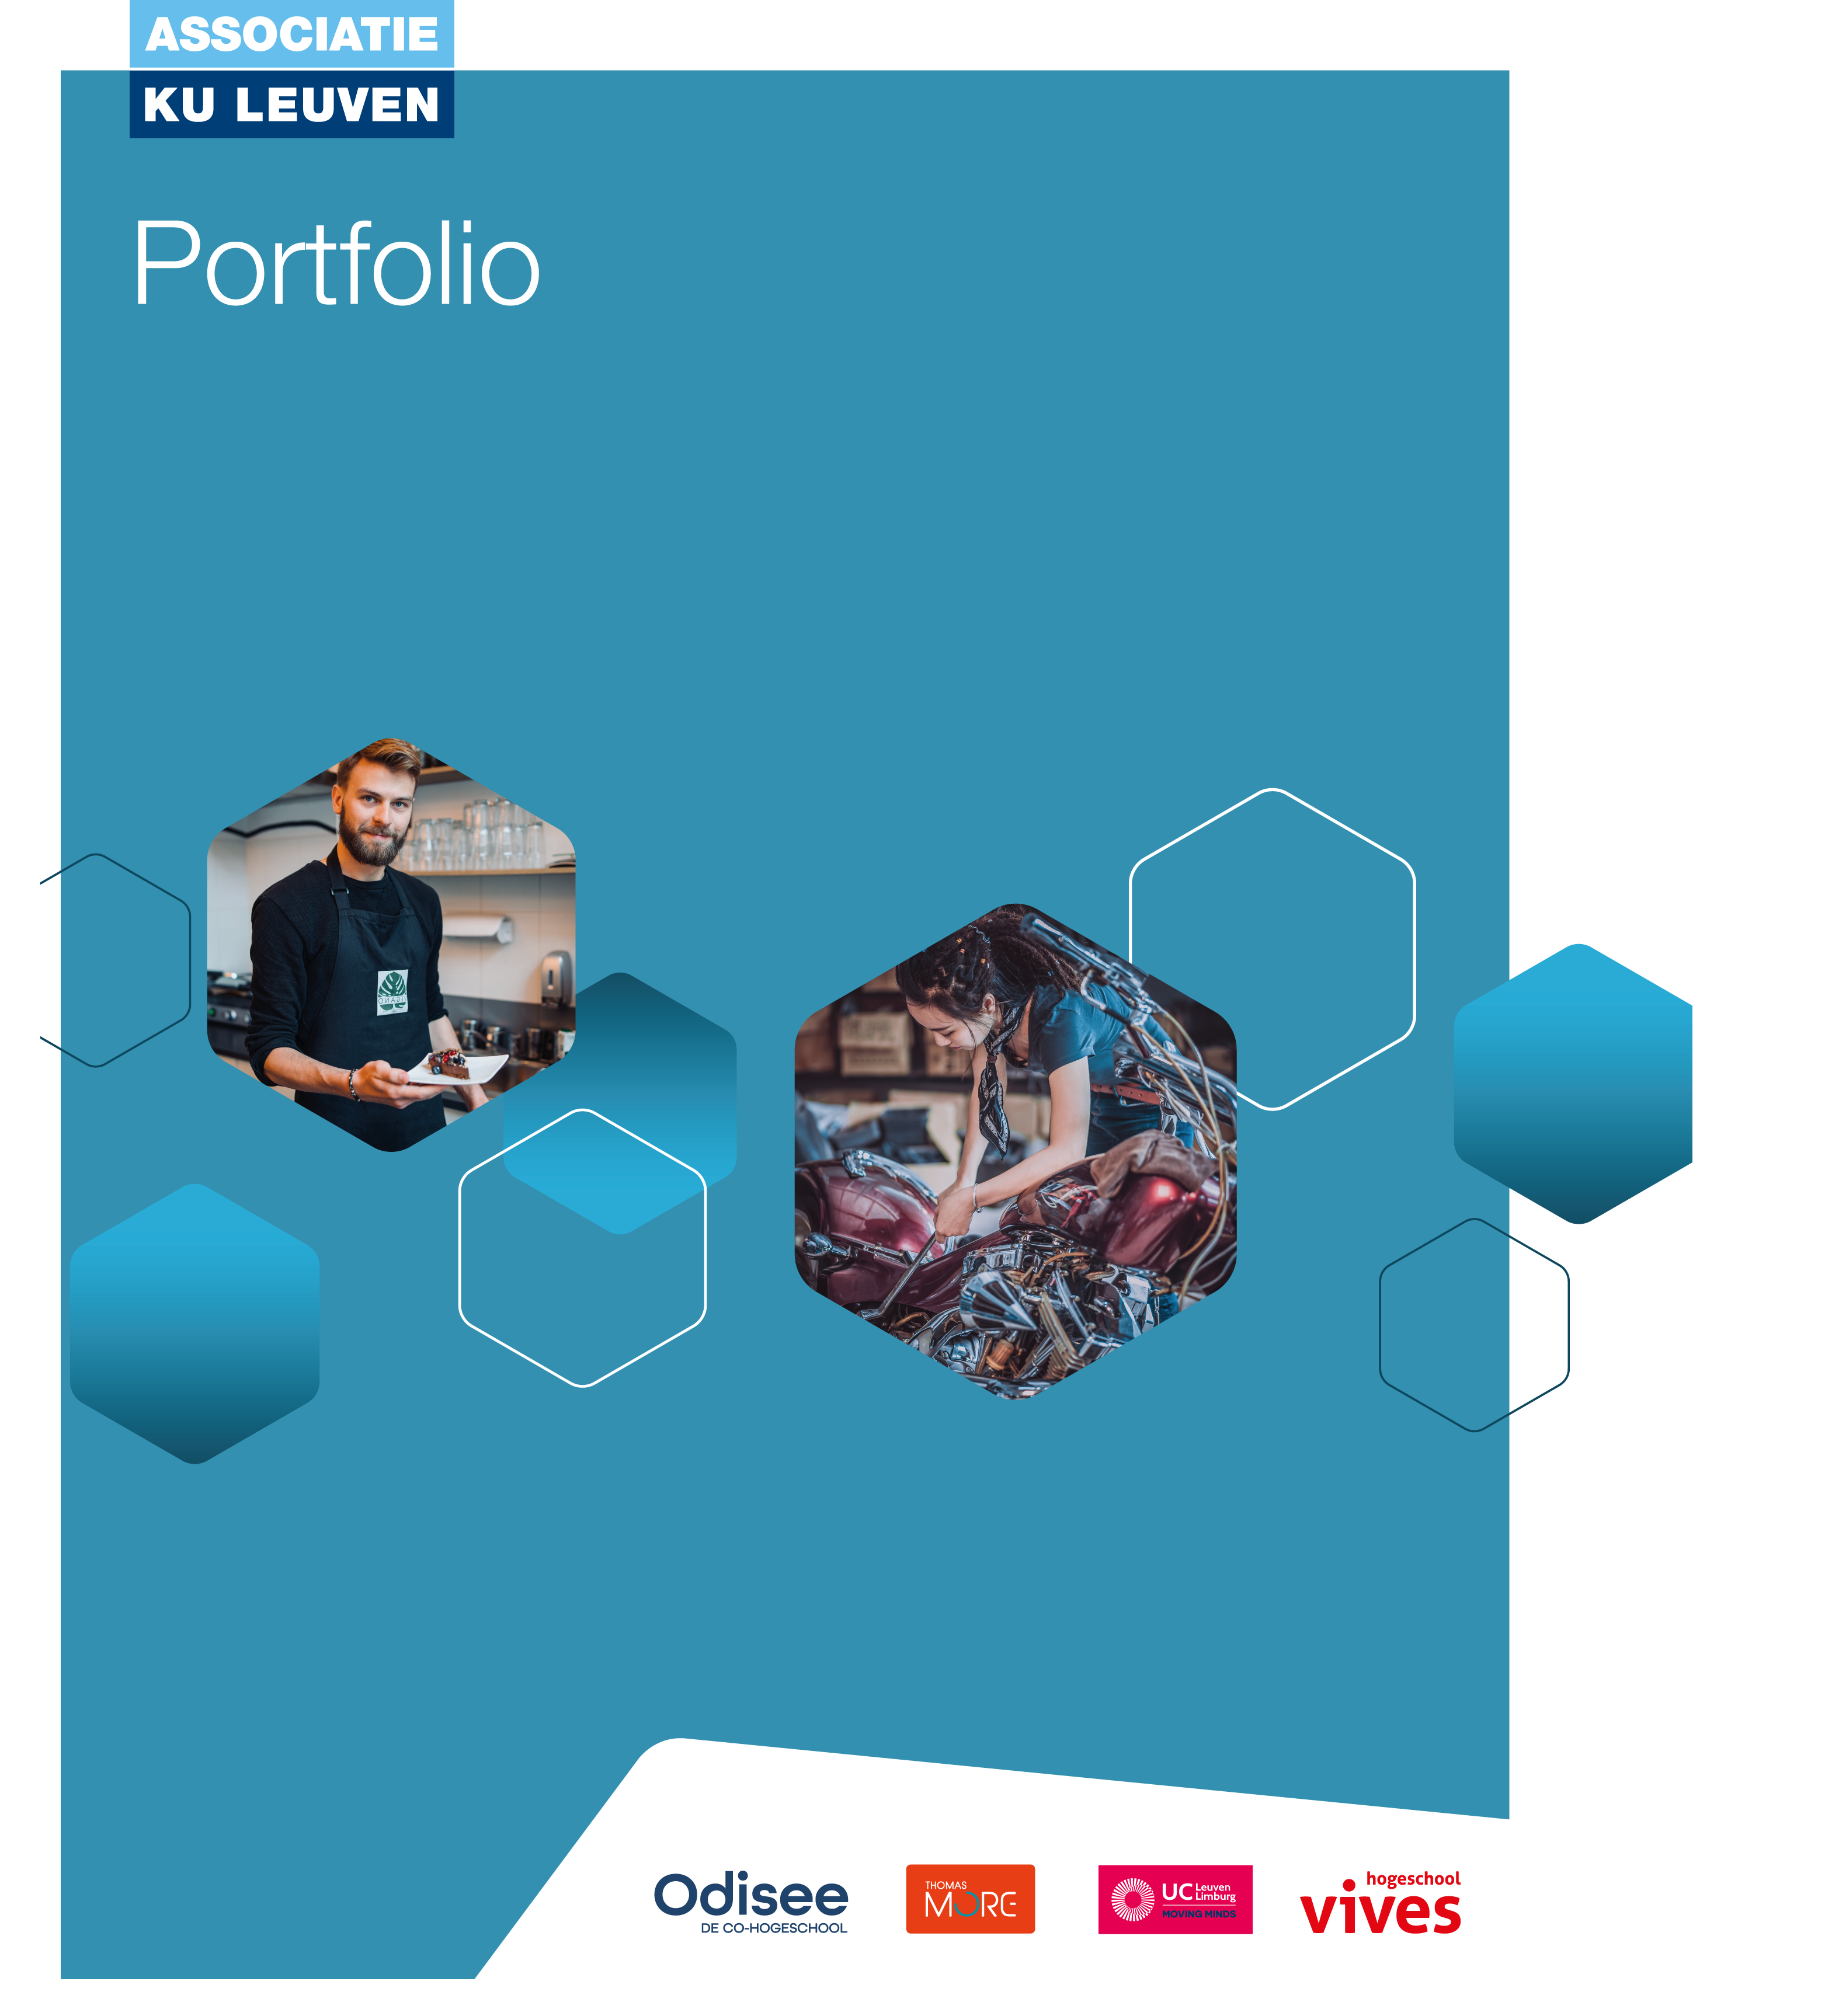 ASSOCIATIE
KU LEUVEN
Portfolio
Odisee
DE CO-HOGESCHOOL
THOMAS
MORE
UC Leuven
Limburg
MOVING MINDS
hogeschool
vives